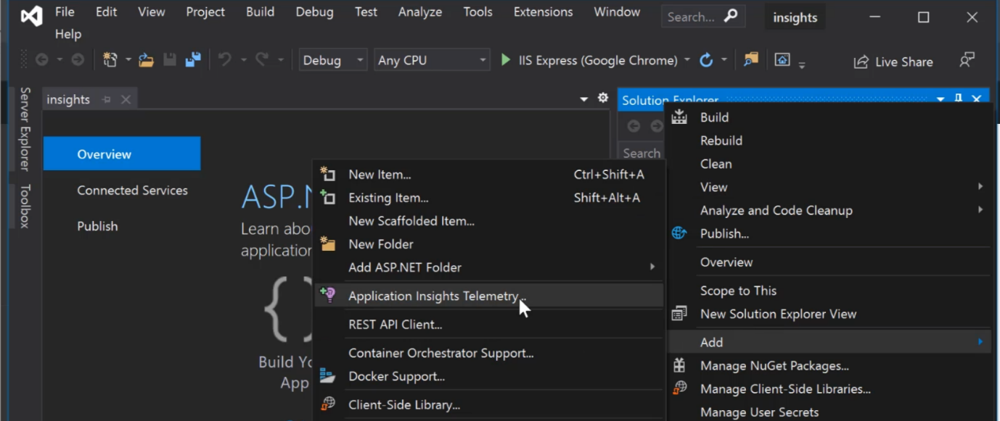 File Edit View Project Build Debug Test Analyze Tools Extensions Window Search... insights
Help
Debug Any CPU IIS Express (Google Chrome) Live Share
Server Explorer
Toolbox
insights
Overview
Connected Services
Publish
ASP.N
Learn abou
application
Build Yo
App
Solution Explorer
Search
New Item... Ctrl+Shift+A
Existing Item... Shift+Alt+A
New Scaffolded Item...
New Folder
Add ASP.NET Folder
Application Insights Telemetry...
REST API Client...
Container Orchestrator Support...
Docker Support...
Client-Side Library...
Build
Rebuild
Clean
View
Analyze and Code Cleanup
Publish...
Overview
Scope to This
New Solution Explorer View
Add
Manage NuGet Packages...
Manage Client-Side Libraries...
Manage User Secrets